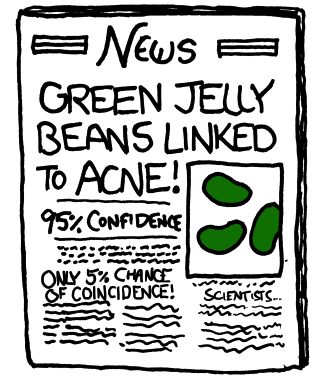 News
GREEN JELLY
BEANS LINKED
TO ACNE!
95% CONFIDENCE
ONLY 5% CHANCE
OF COINCIDENCE!
SCIENTISTS...